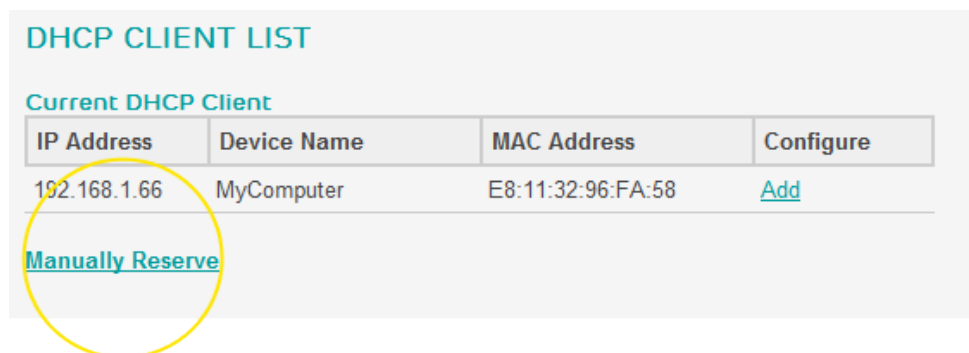 DHCP CLIENT LIST
Current DHCP Client
IP Address Device Name MAC Address Configure
192.168.1.66 MyComputer E8:11:32:96:FA:58 Add
Manually Reserve